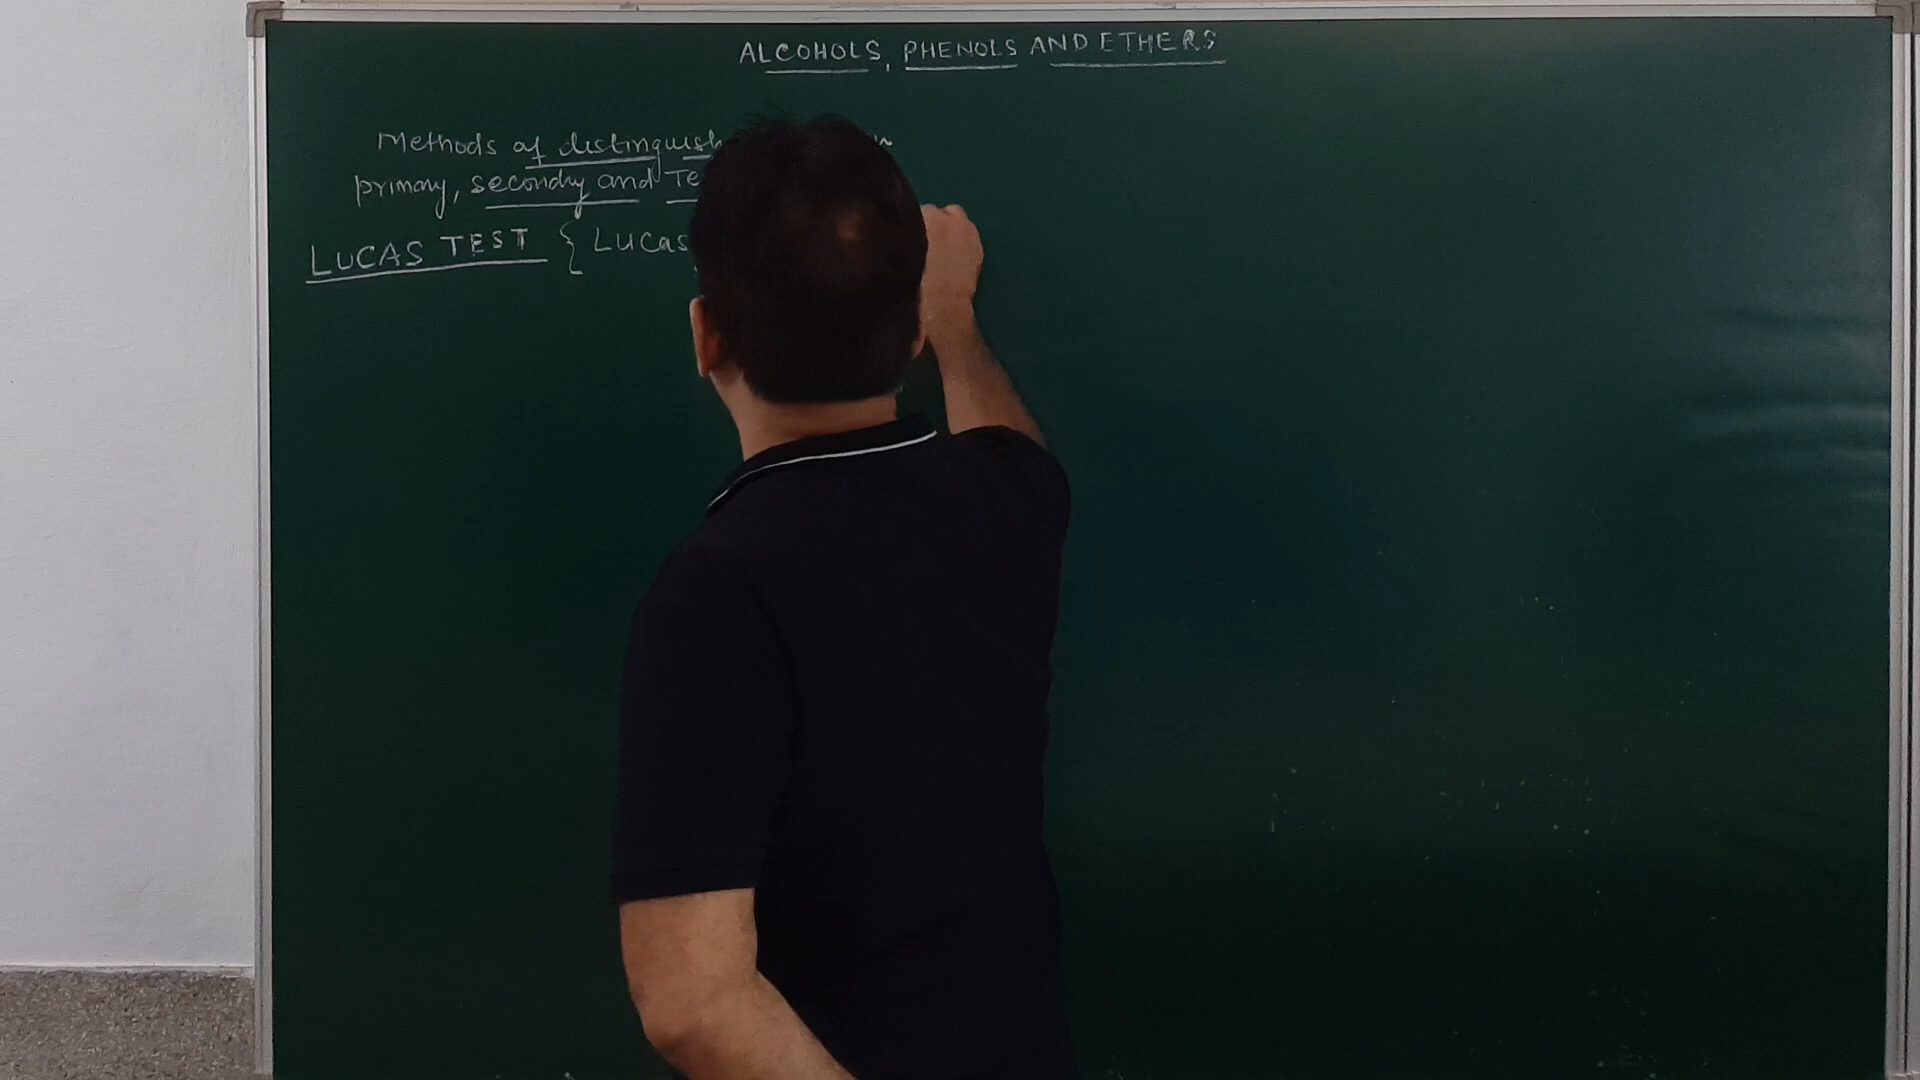 ALCOHOLS, PHENOLS AND ETHERS
Methods of distinguish
primary, secondry and Te
LUCAS TEST { Lucas